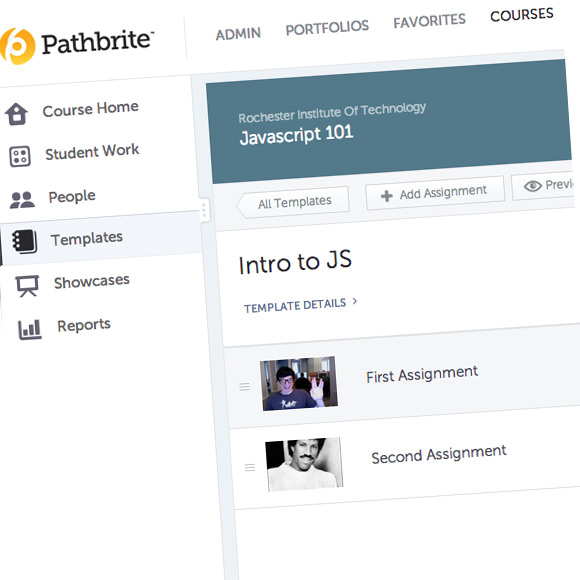 Pathbrite™
ADMIN
PORTFOLIOS
FAVORITES
COURSES
Course Home
Student Work
People
Templates
Showcases
Reports
Rochester Institute Of Technology
Javascript 101
All Templates
Add Assignment
Previ
Intro to JS
TEMPLATE DETAILS >
First Assignment
Second Assignment